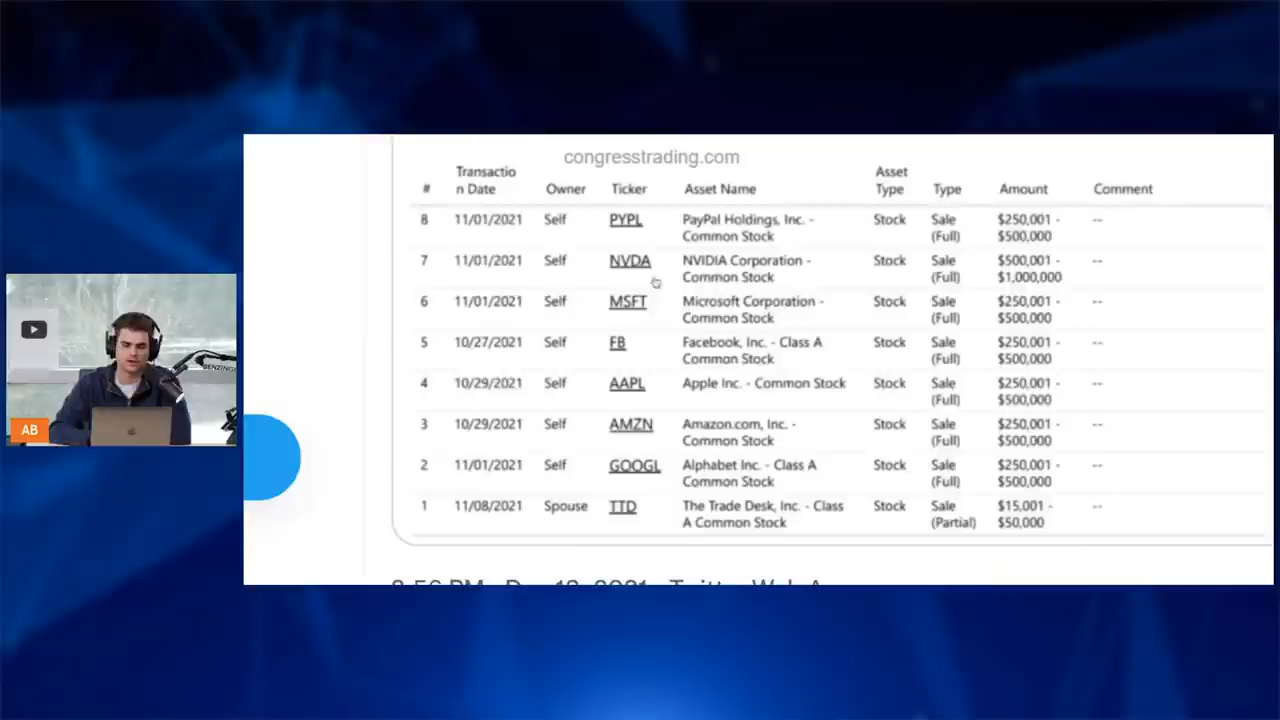 congresstrading.com
# Transactio n Date Owner Ticker Asset Name Asset Type Type Amount Comment
8 11/01/2021 Self PYPL PayPal Holdings, Inc. - Common Stock Stock Sale (Full) $250,001 - $500,000 --
7 11/01/2021 Self NVDA NVIDIA Corporation - Common Stock Stock Sale (Full) $500,001 - $1,000,000 --
6 11/01/2021 Self MSFT Microsoft Corporation - Common Stock Stock Sale (Full) $250,001 - $500,000 --
5 10/27/2021 Self FB Facebook, Inc. - Class A Common Stock Stock Sale (Full) $250,001 - $500,000 --
4 10/29/2021 Self AAPL Apple Inc. - Common Stock Stock Sale (Full) $250,001 - $500,000 --
3 10/29/2021 Self AMZN Amazon.com, Inc. - Common Stock Stock Sale (Full) $250,001 - $500,000 --
2 11/01/2021 Self GOOGL Alphabet Inc. - Class A Common Stock Stock Sale (Full) $250,001 - $500,000 --
1 11/08/2021 Spouse TTD The Trade Desk, Inc. - Class A Common Stock Stock Sale (Partial) $15,001 - $50,000 --
PM Dec 2021 Twitter Web
AB